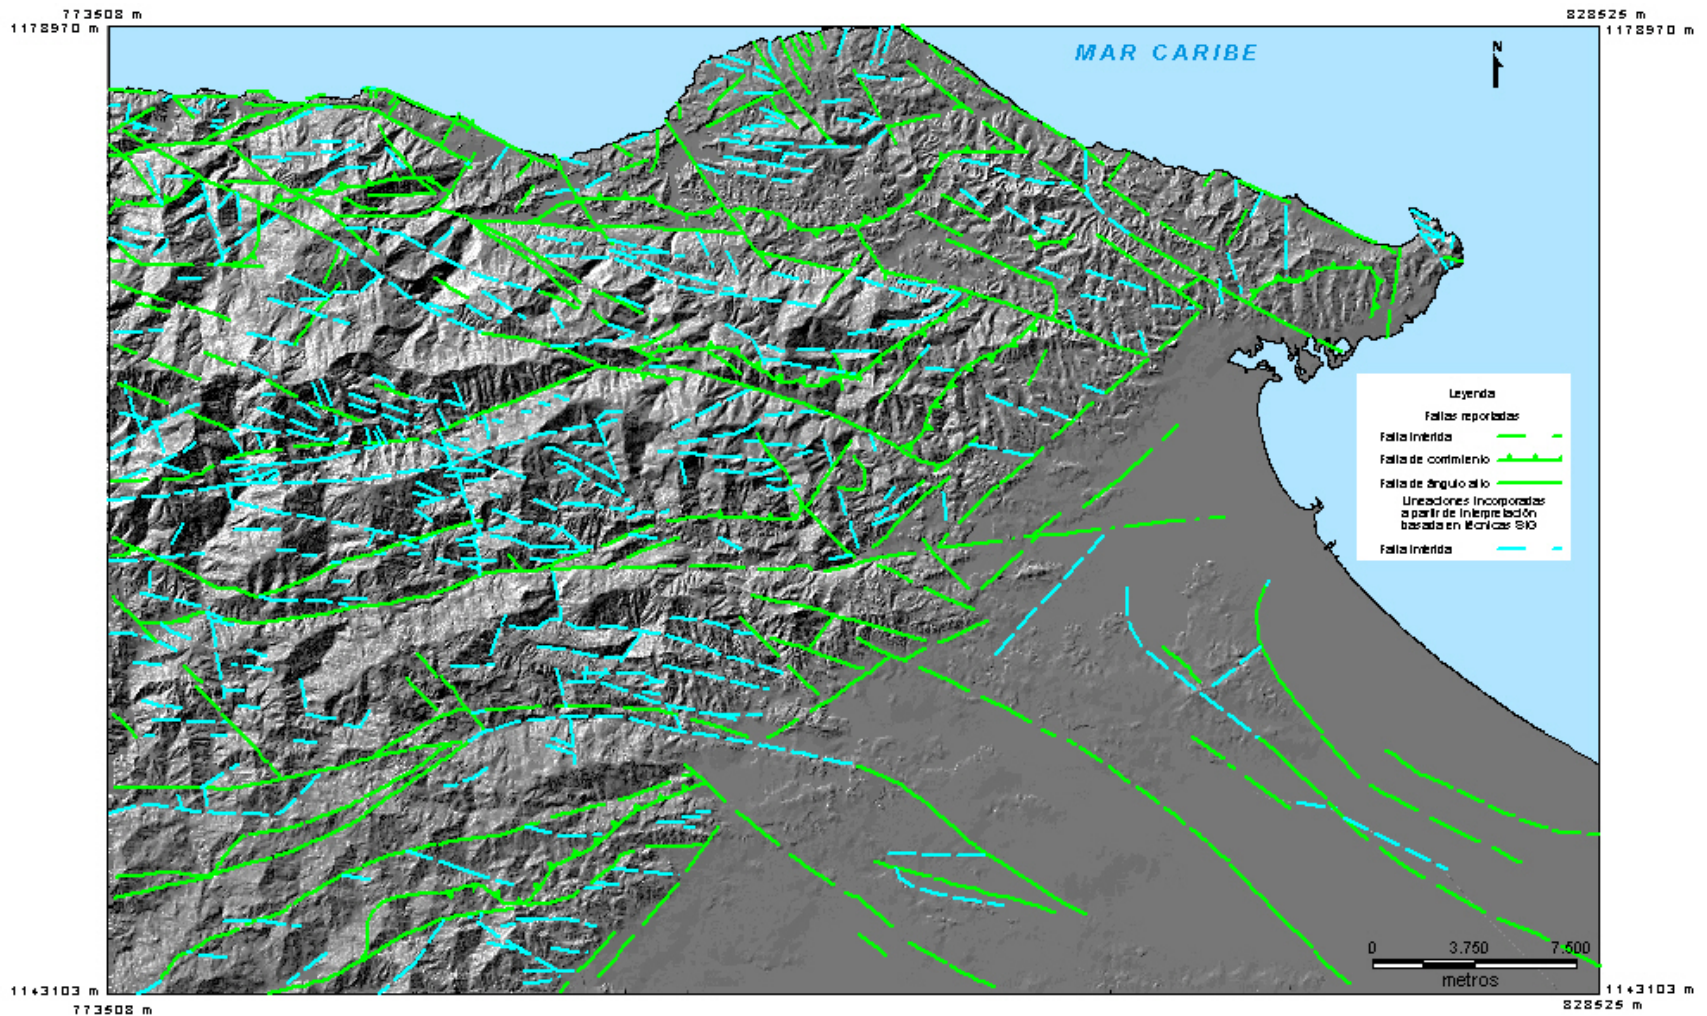 773508 m
828525 m
1178970 m
1178970 m
MAR CARIBE
N
Leyenda
Fallas reportadas
Falla inferida
Falla de corrimiento
Falla de ángulo alto
Lineaciones incorporadas
a partir de interpretación
basada en técnicas SIG
Falla inferida
0 3.750 7.500
metros
1143103 m
1143103 m
773508 m
828525 m